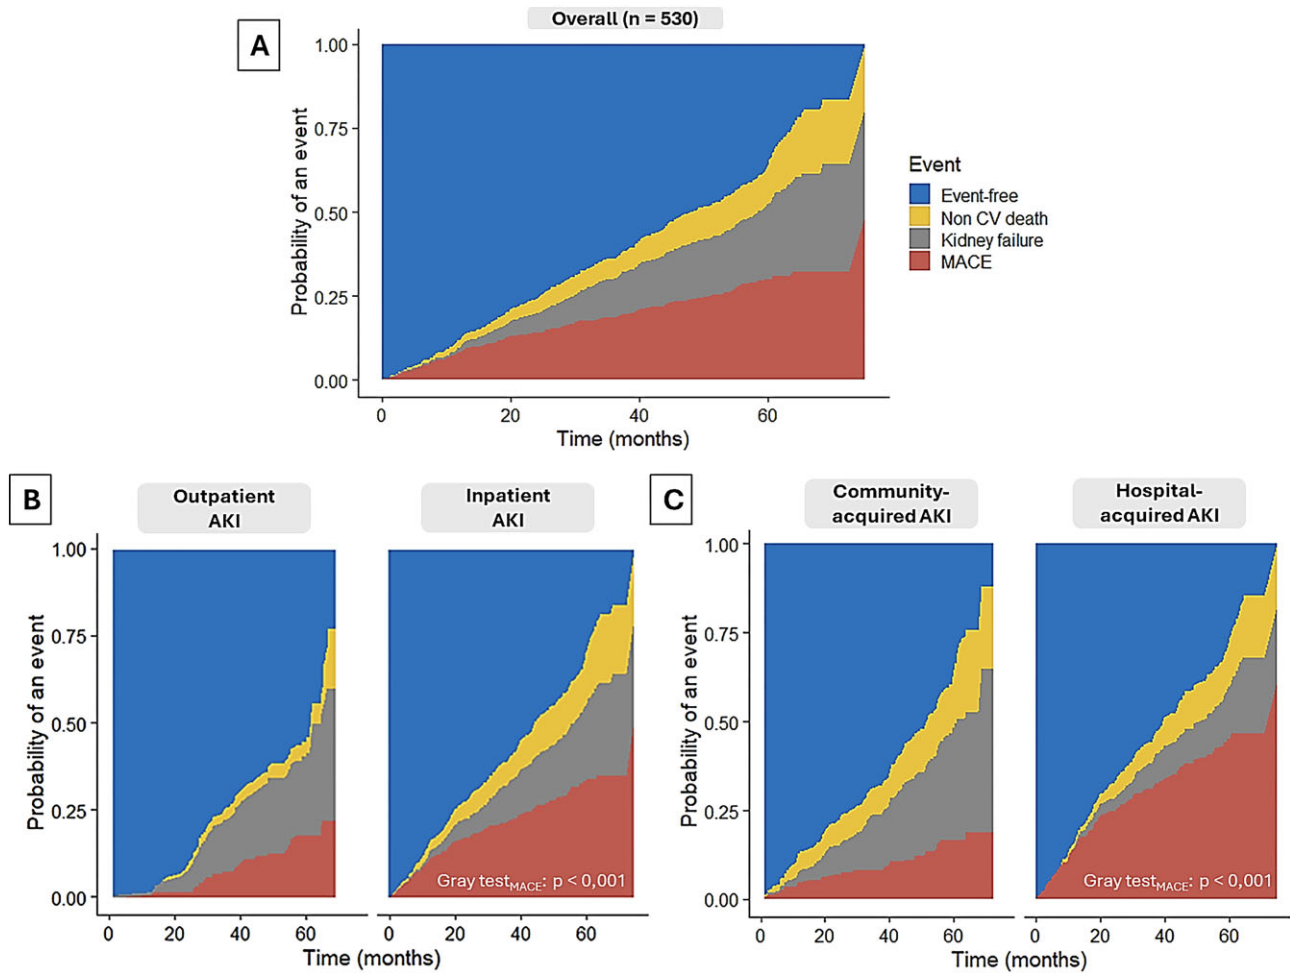 Overall (n = 530)
A
1.00
0.75
0.50
0.25
0.00
Probability of an event
0 20 40 60
Time (months)
Event
Event-free
Non CV death
Kidney failure
MACE
B
Outpatient
AKI
Inpatient
AKI
1.00
0.75
0.50
0.25
0.00
Probability of an event
Gray testMACE: p < 0,001
0 20 40 60
0 20 40 60
Time (months)
C
Community-
acquired AKI
Hospital-
acquired AKI
1.00
0.75
0.50
0.25
0.00
Probability of an event
Gray testMACE: p < 0,001
0 20 40 60
0 20 40 60
Time (months)